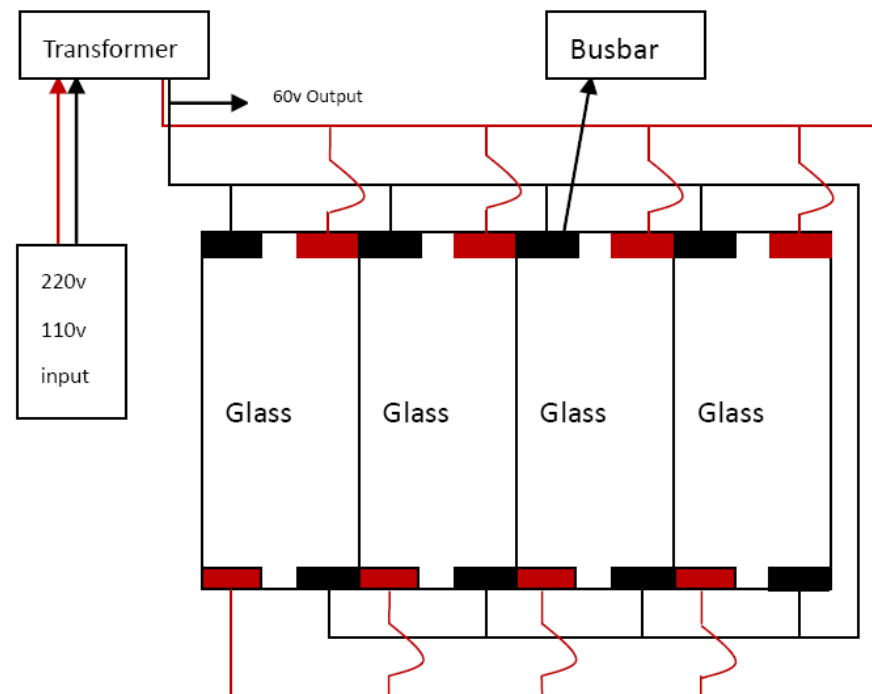 Transformer
Busbar
60v Output
220v
110v
input
Glass
Glass
Glass
Glass